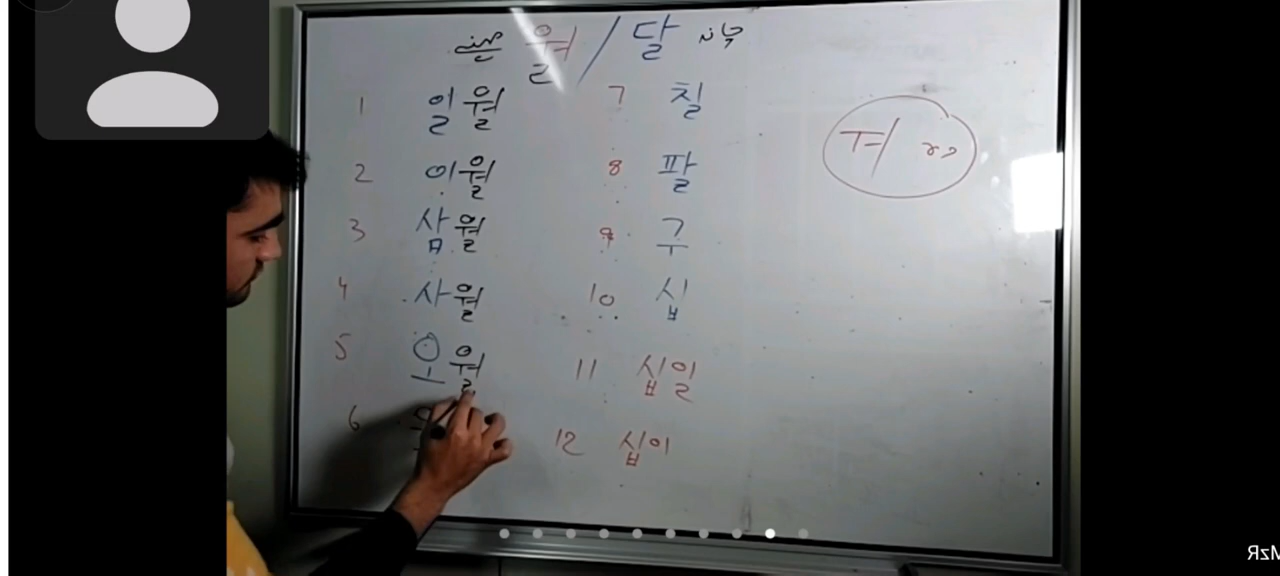 월 / 달 چاند
1 일월 7 칠
2 이월 8 팔
3 삼월 9 구
4 사월 10 십
5 오월 11 십일
6 12 십이